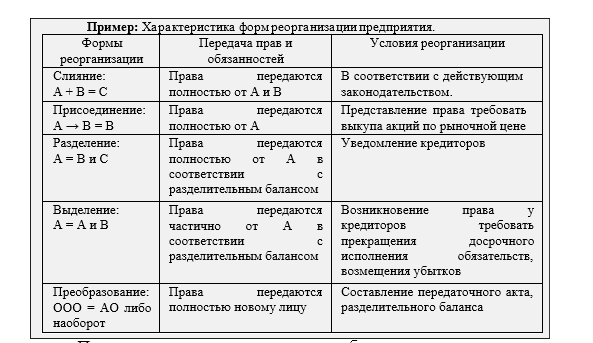 Пример: Характеристика форм реорганизации предприятия.
Формы реорганизации
Передача прав и обязанностей
Условия реорганизации
Слияние:
А + В = С
Права передаются
полностью от А и В
В соответствии с действующим
законодательством.
Присоединение:
А → В = В
Права передаются
полностью от А
Представление права требовать
выкупа акций по рыночной цене
Разделение:
А = В и С
Права передаются
полностью от А в
соответствии с
разделительным балансом
Уведомление кредиторов
Выделение:
А = А и В
Права передаются
частично от А в
соответствии с
разделительным балансом
Возникновение права у
кредиторов требовать
прекращения досрочного
исполнения обязательств,
возмещения убытков
Преобразование:
ООО = АО либо
наоборот
Права передаются
полностью новому лицу
Составление передаточного акта,
разделительного баланса